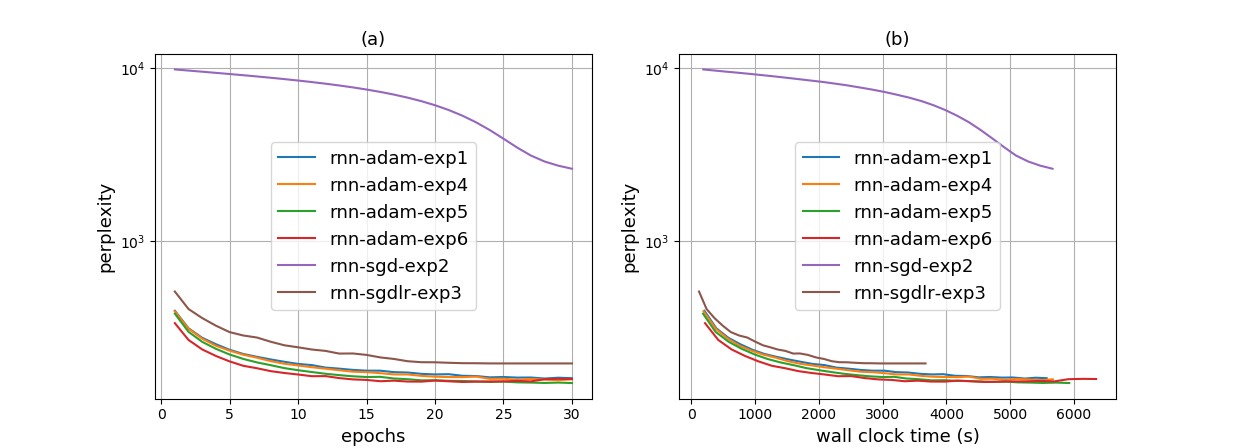 (a)
10^4
10^3
perplexity
rnn-adam-exp1
rnn-adam-exp4
rnn-adam-exp5
rnn-adam-exp6
rnn-sgd-exp2
rnn-sgdlr-exp3
0 5 10 15 20 25 30
epochs
(b)
10^4
10^3
perplexity
rnn-adam-exp1
rnn-adam-exp4
rnn-adam-exp5
rnn-adam-exp6
rnn-sgd-exp2
rnn-sgdlr-exp3
0 1000 2000 3000 4000 5000 6000
wall clock time (s)